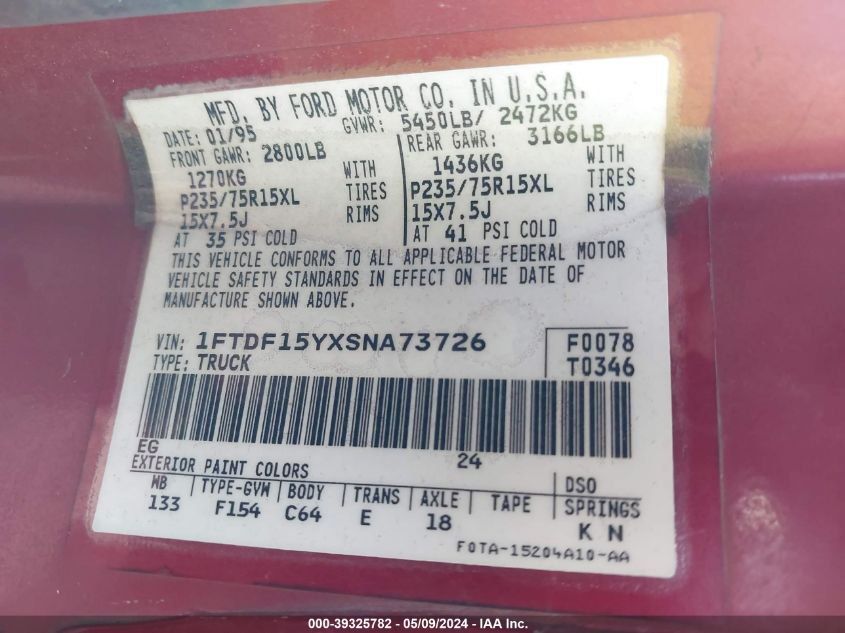 MFD. BY FORD MOTOR CO. IN U.S.A.
DATE: 01/95 GVWR: 5450LB/ 2472KG
FRONT GAWR: 2800LB REAR GAWR: 3166LB
1270KG WITH 1436KG WITH
P235/75R15XL TIRES P235/75R15XL TIRES
15X7.5J RIMS 15X7.5J RIMS
AT 35 PSI COLD AT 41 PSI COLD
THIS VEHICLE CONFORMS TO ALL APPLICABLE FEDERAL MOTOR
VEHICLE SAFETY STANDARDS IN EFFECT ON THE DATE OF
MANUFACTURE SHOWN ABOVE.
VIN: 1FTDF15YXSNA73726 F0078
TYPE: TRUCK T0346
EG 24
EXTERIOR PAINT COLORS DSO
WB TYPE-GVW BODY TRANS AXLE TAPE SPRINGS
133 F154 C64 E 18 K N
F0TA-15204A10-AA
000-39325782 - 05/09/2024 - IAA Inc.